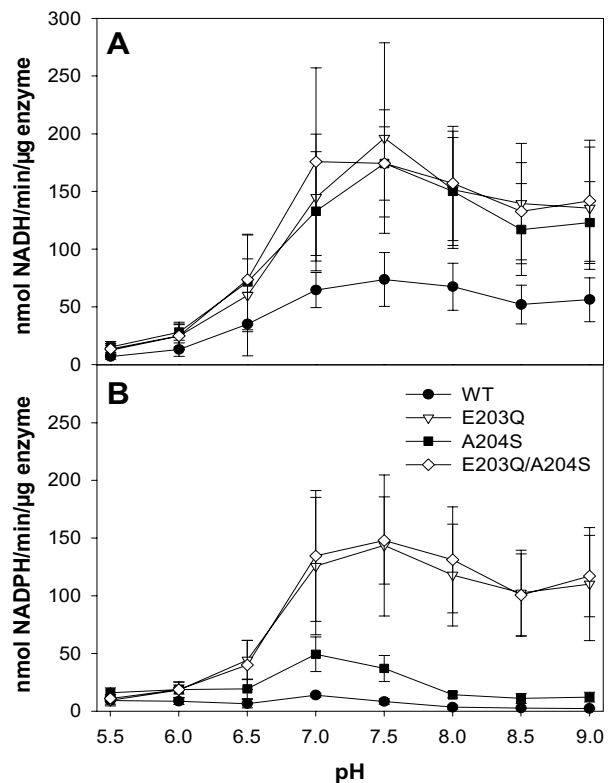 A
nmol NADH/min/µg enzyme
300
250
200
150
100
50
0
B
nmol NADPH/min/µg enzyme
250
200
150
100
50
0
WT
E203Q
A204S
E203Q/A204S
5.5 6.0 6.5 7.0 7.5 8.0 8.5 9.0
pH